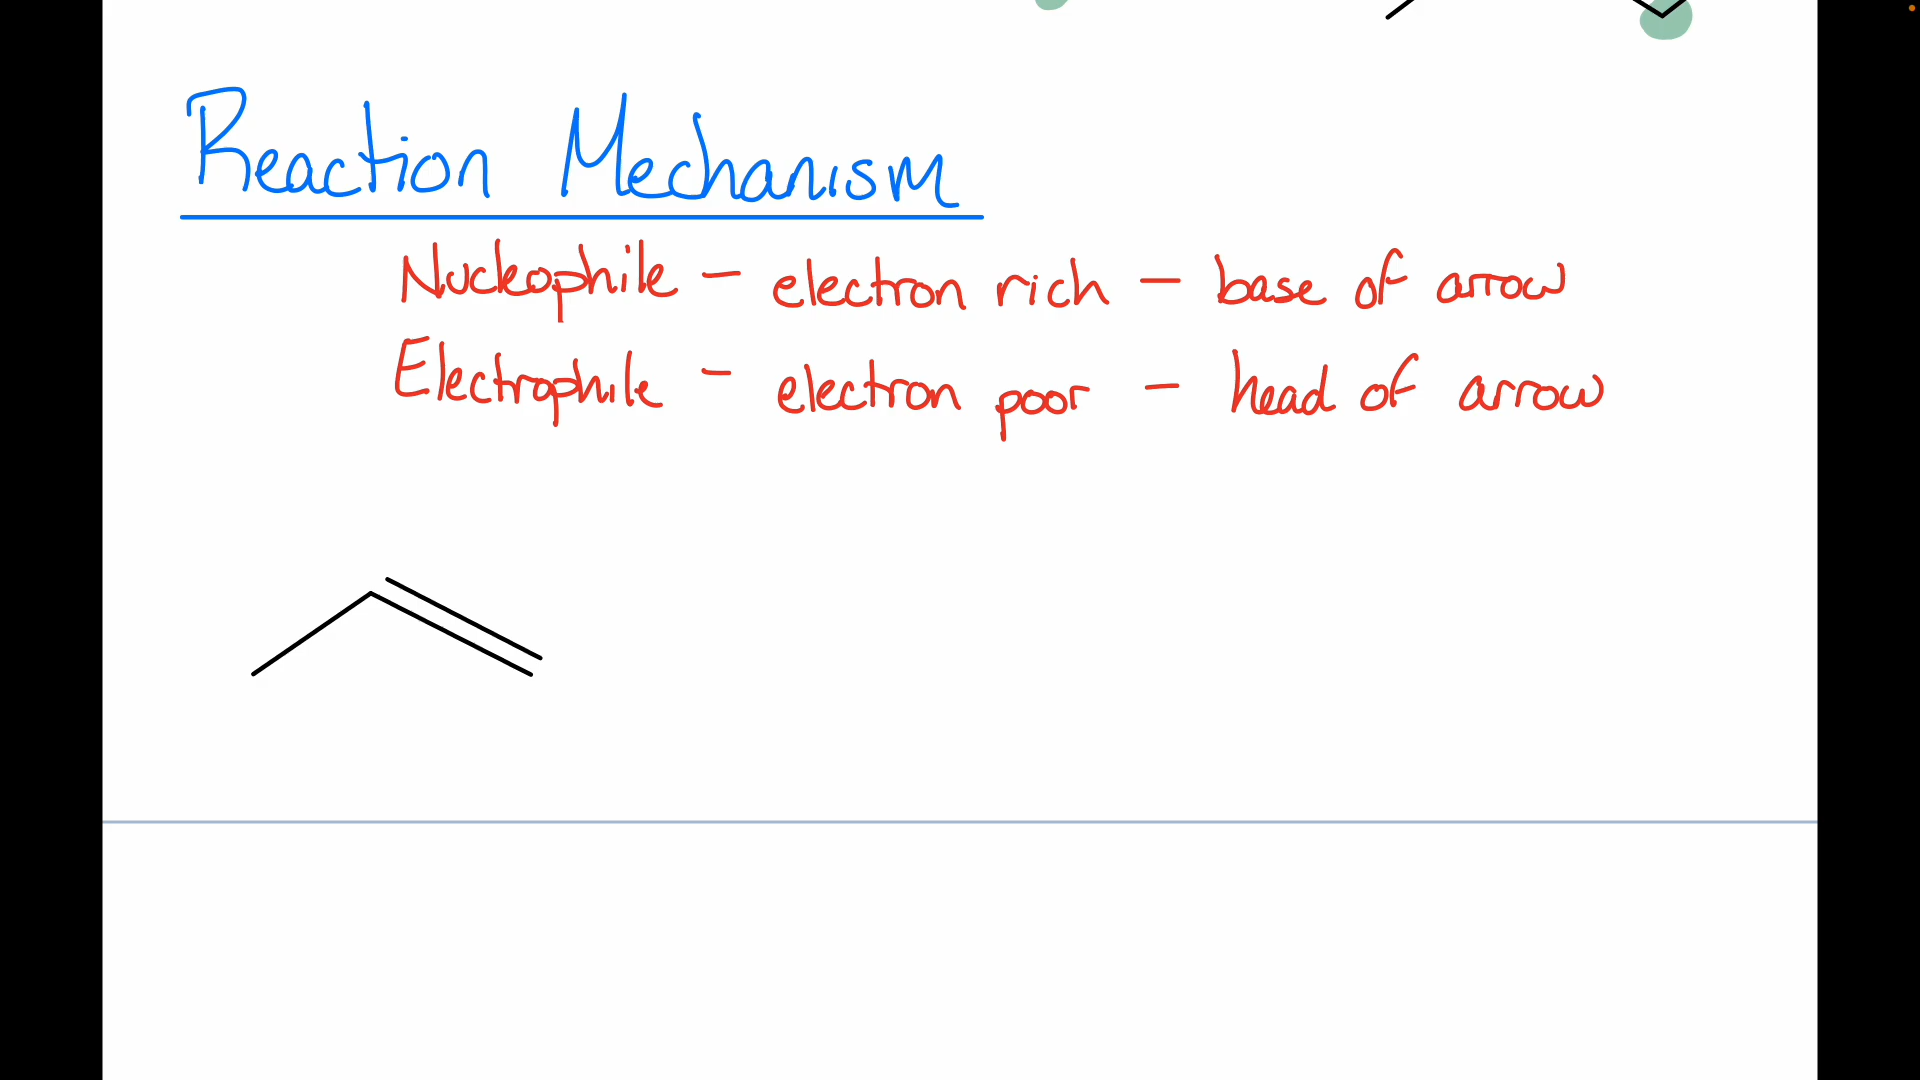 Reaction Mechanism
Nucleophile - electron rich - base of arrow
Electrophile - electron poor - head of arrow